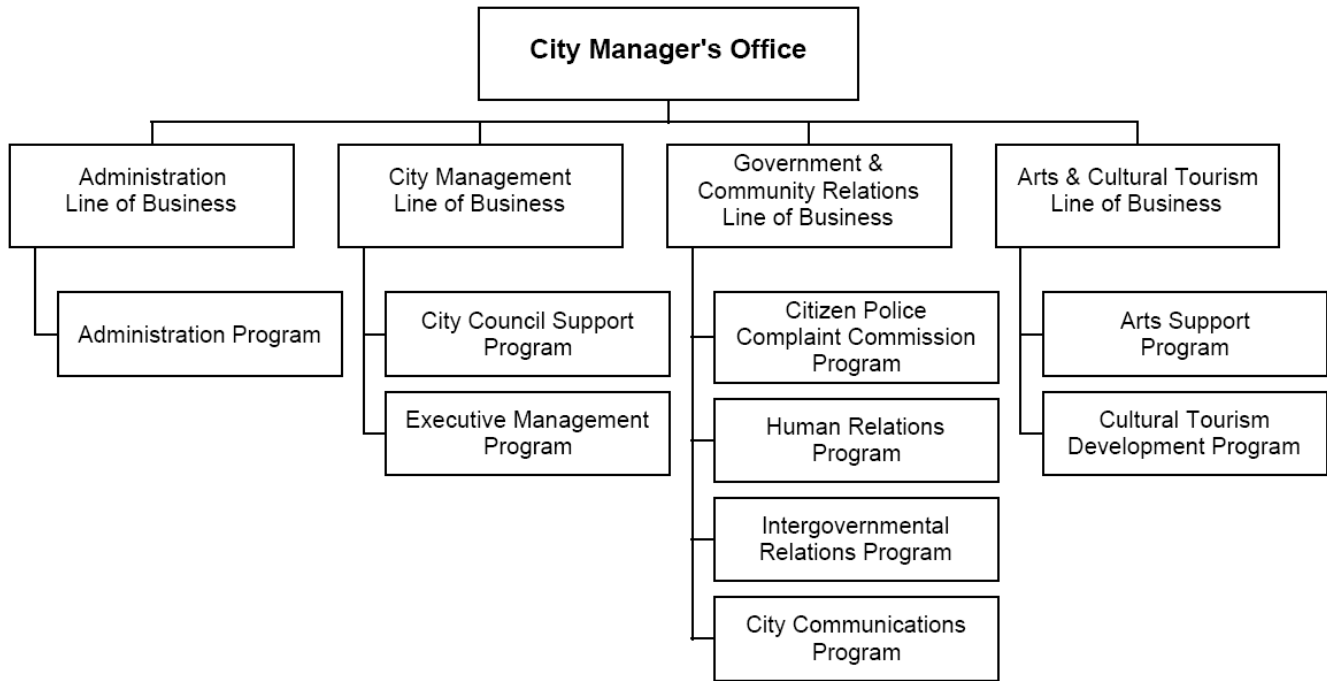 City Manager's Office
Administration
Line of Business
City Management
Line of Business
Government &
Community Relations
Line of Business
Arts & Cultural Tourism
Line of Business
Administration Program
City Council Support
Program
Executive Management
Program
Citizen Police
Complaint Commission
Program
Human Relations
Program
Intergovernmental
Relations Program
City Communications
Program
Arts Support
Program
Cultural Tourism
Development Program